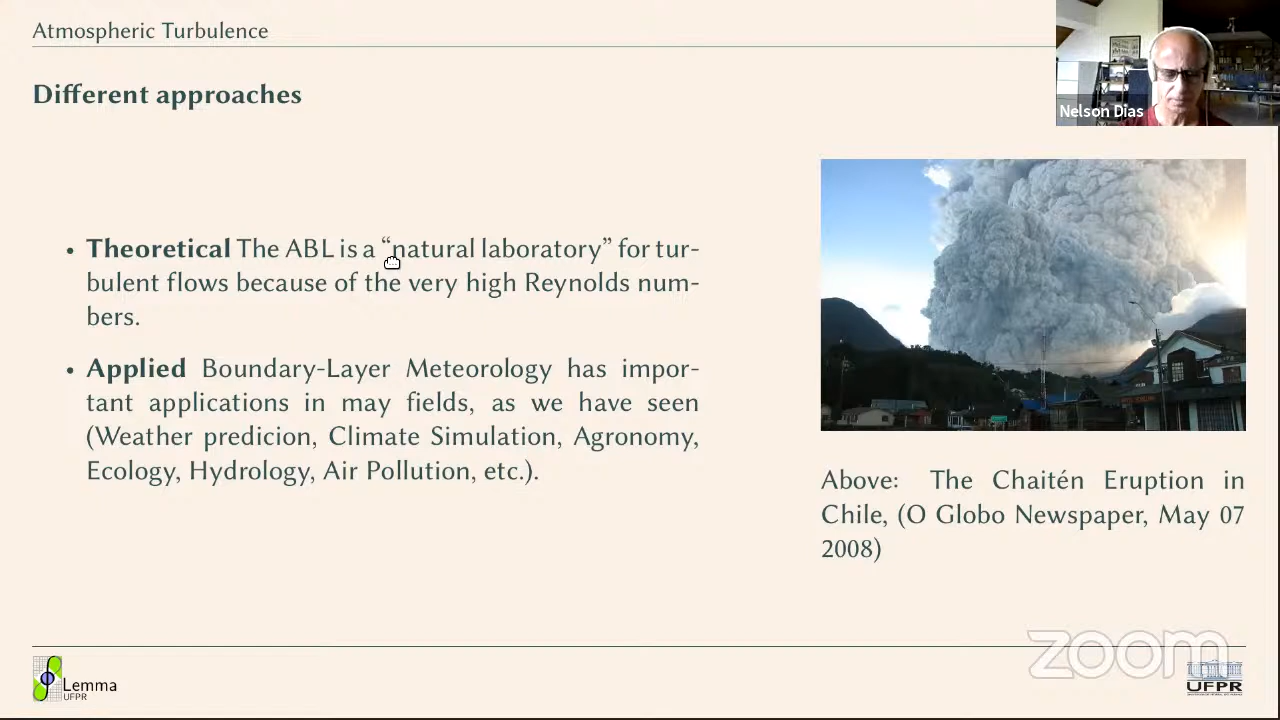 Atmospheric Turbulence
Different approaches
Nelson Dias
• Theoretical The ABL is a “natural laboratory” for tur-
bulent flows because of the very high Reynolds num-
bers.
• Applied Boundary-Layer Meteorology has impor-
tant applications in may fields, as we have seen
(Weather predicion, Climate Simulation, Agronomy,
Ecology, Hydrology, Air Pollution, etc.).
Above: The Chaitén Eruption in
Chile, (O Globo Newspaper, May 07
2008)
zoom
Lemma
UFPR
UFPR